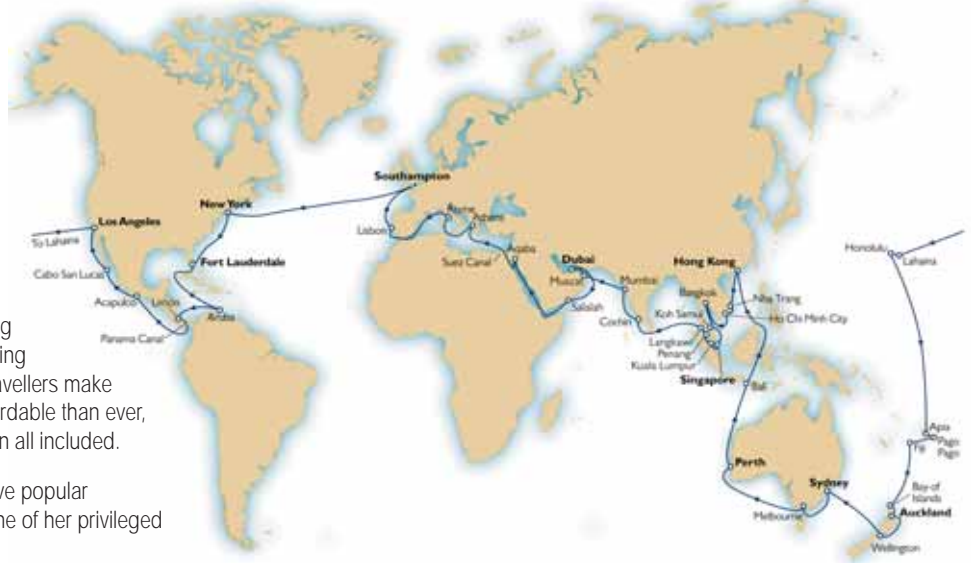 Southampton
New York
Los Angeles
To Lahaina
Lisbon
Rome
Athens
Fort Lauderdale
Suez Canal
Aqaba
Dubai
Hong Kong
Honolulu
Lahaina
Cabo San Lucas
Muscat
Mumbai
Bangkok
Acapulco
Limon
Aruba
Salalah
Koh Samui
Nha Trang
Cochin
Ho Chi Minh City
Panama Canal
Langkawi
Penang
Kuala Lumpur
Singapore
Bali
ng
ing
avellers make
rdable than ever,
n all included.
ve popular
ne of her privileged
Apia
Pago
Pago
Fiji
Perth
Sydney
Bay of
Islands
Melbourne
Auckland
Wellington